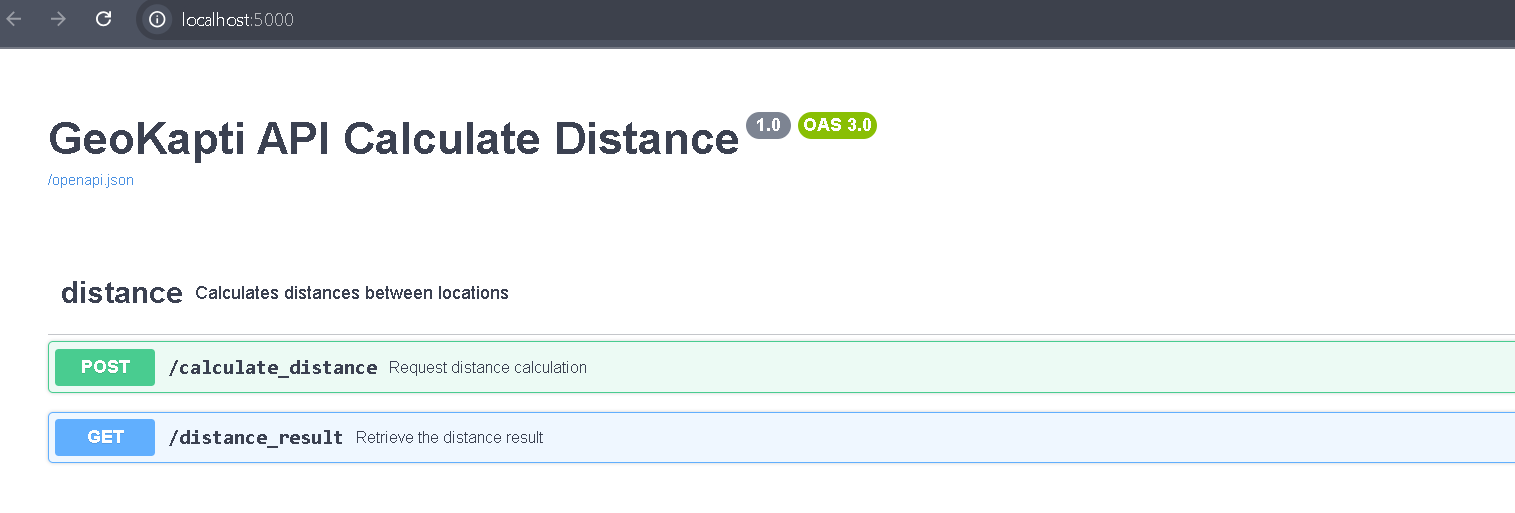 localhost:5000
GeoKapti API Calculate Distance 1.0 OAS 3.0
/openapi.json
distance Calculates distances between locations
POST /calculate_distance Request distance calculation
GET /distance_result Retrieve the distance result